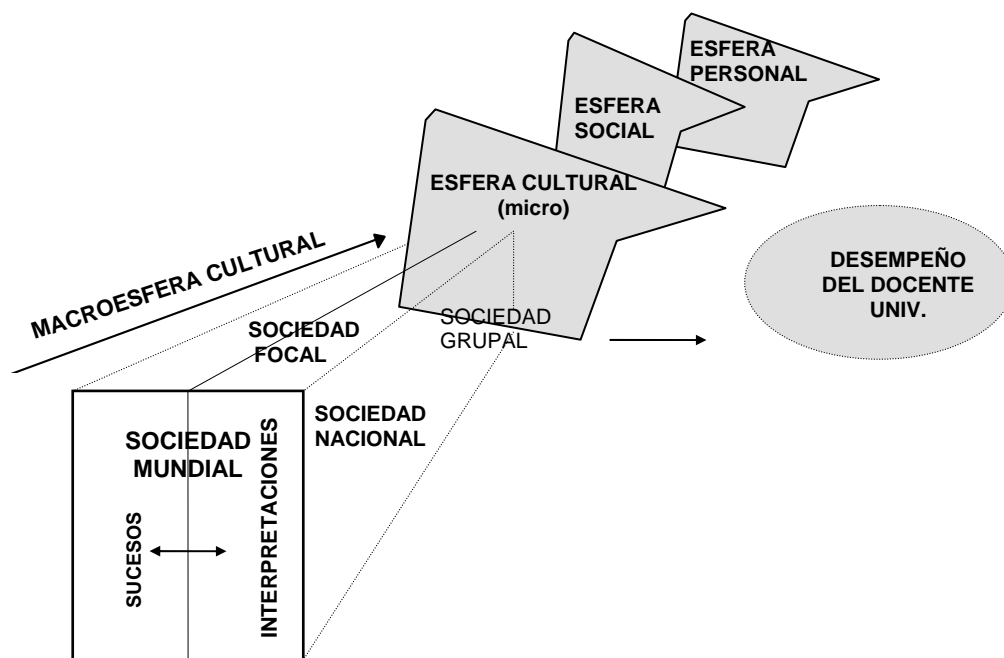 ESFERA
PERSONAL
ESFERA
SOCIAL
ESFERA CULTURAL
(micro)
MACROESFERA CULTURAL
DESEMPEÑO
DEL DOCENTE
UNIV.
SOCIEDAD
FOCAL
SOCIEDAD
GRUPAL
SOCIEDAD
NACIONAL
SOCIEDAD
MUNDIAL
SUCESOS
INTERPRETACIONES